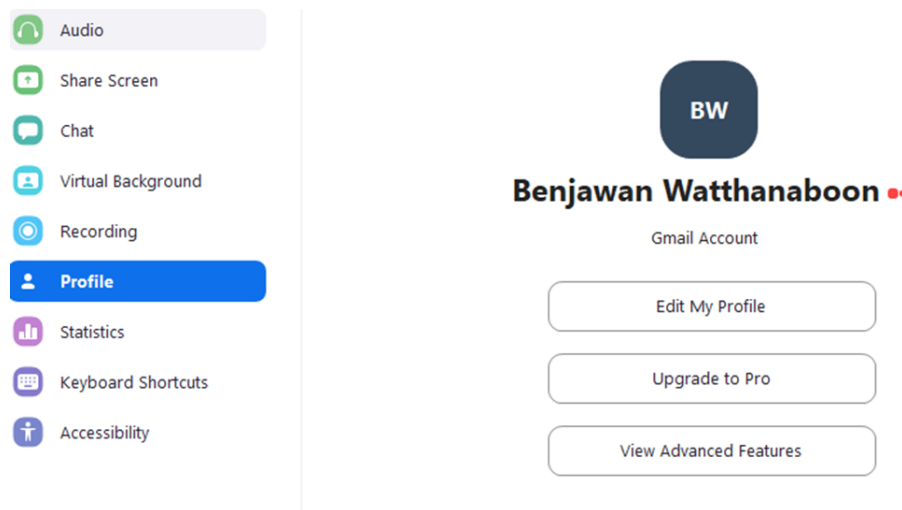 Audio
Share Screen
Chat
Virtual Background
Recording
Profile
Statistics
Keyboard Shortcuts
Accessibility
BW
Benjawan Watthanaboon
Gmail Account
Edit My Profile
Upgrade to Pro
View Advanced Features